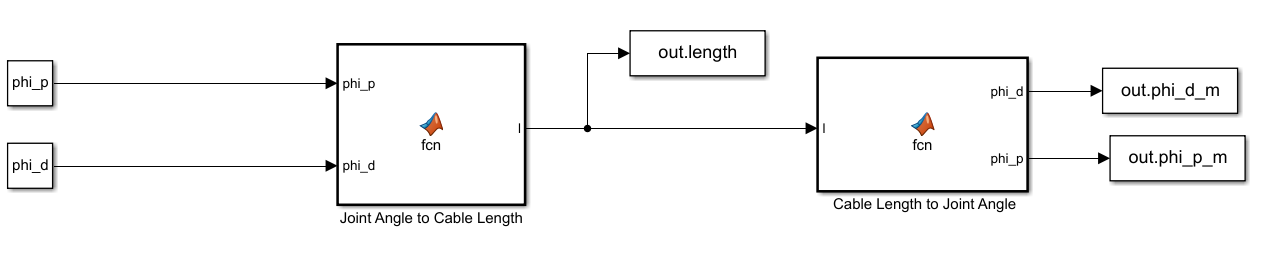 phi_p
phi_d
phi_p
phi_d
fcn
l
Joint Angle to Cable Length
out.length
l
fcn
phi_d
phi_p
Cable Length to Joint Angle
out.phi_d_m
out.phi_p_m